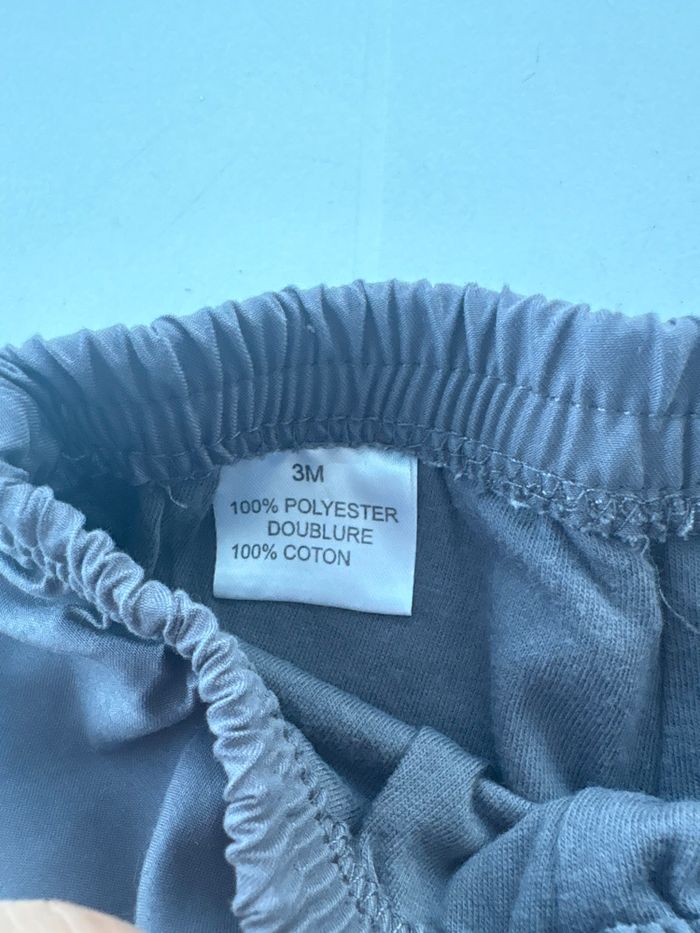 3M
100% POLYESTER
DOUBLURE
100% COTON